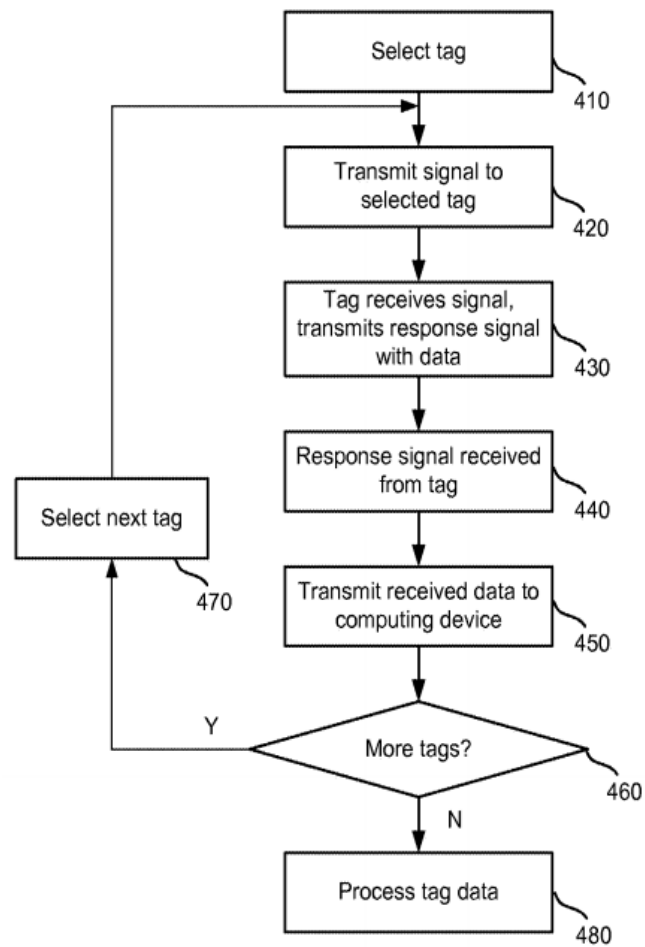 Select tag
410
Transmit signal to
selected tag
420
Tag receives signal,
transmits response signal
with data
430
Response signal received
from tag
440
Select next tag
470
Transmit received data to
computing device
450
Y
More tags?
460
N
Process tag data
480